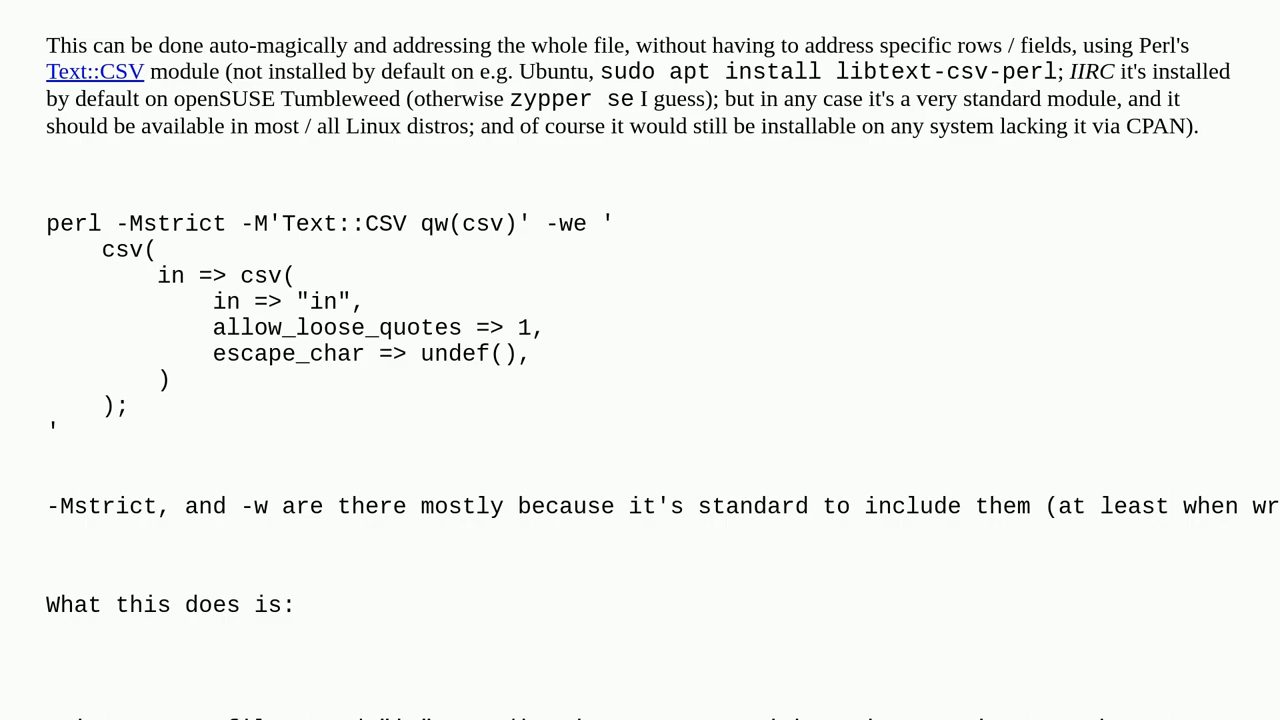 This can be done auto-magically and addressing the whole file, without having to address specific rows / fields, using Perl's
Text::CSV module (not installed by default on e.g. Ubuntu, sudo apt install libtext-csv-perl; IIRC it's installed
by default on openSUSE Tumbleweed (otherwise zypper se I guess); but in any case it's a very standard module, and it
should be available in most / all Linux distros; and of course it would still be installable on any system lacking it via CPAN).
perl -Mstrict -M'Text::CSV qw(csv)' -we '
    csv(
        in => csv(
            in => "in",
            allow_loose_quotes => 1,
            escape_char => undef(),
        )
    );
'
-Mstrict, and -w are there mostly because it's standard to include them (at least when wr
What this does is: